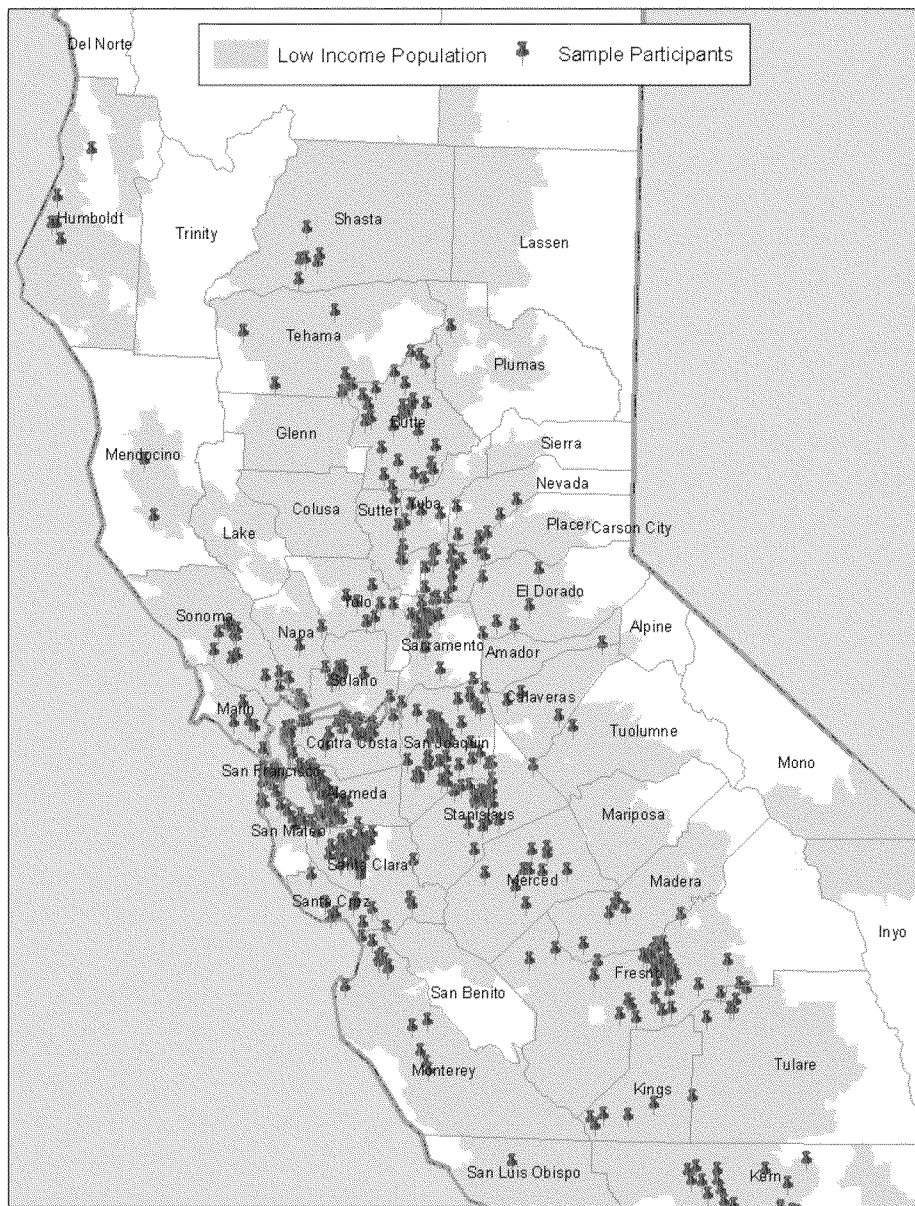 Del Norte
Low Income Population
Sample Participants
Humboldt
Trinity
Shasta
Lassen
Tehama
Plumas
Glenn
Butte
Sierra
Mendocino
Nevada
Colusa
Sutter
Yuba
Lake
Placer
Carson City
Yolo
El Dorado
Sonoma
Napa
Alpine
Sacramento
Amador
Solano
Calaveras
Marin
Tuolumne
Contra Costa
San Joaquin
Mono
San Francisco
Alameda
Stanislaus
Mariposa
San Mateo
Santa Clara
Merced
Madera
Santa Cruz
Inyo
Fresno
San Benito
Tulare
Monterey
Kings
San Luis Obispo
Kern